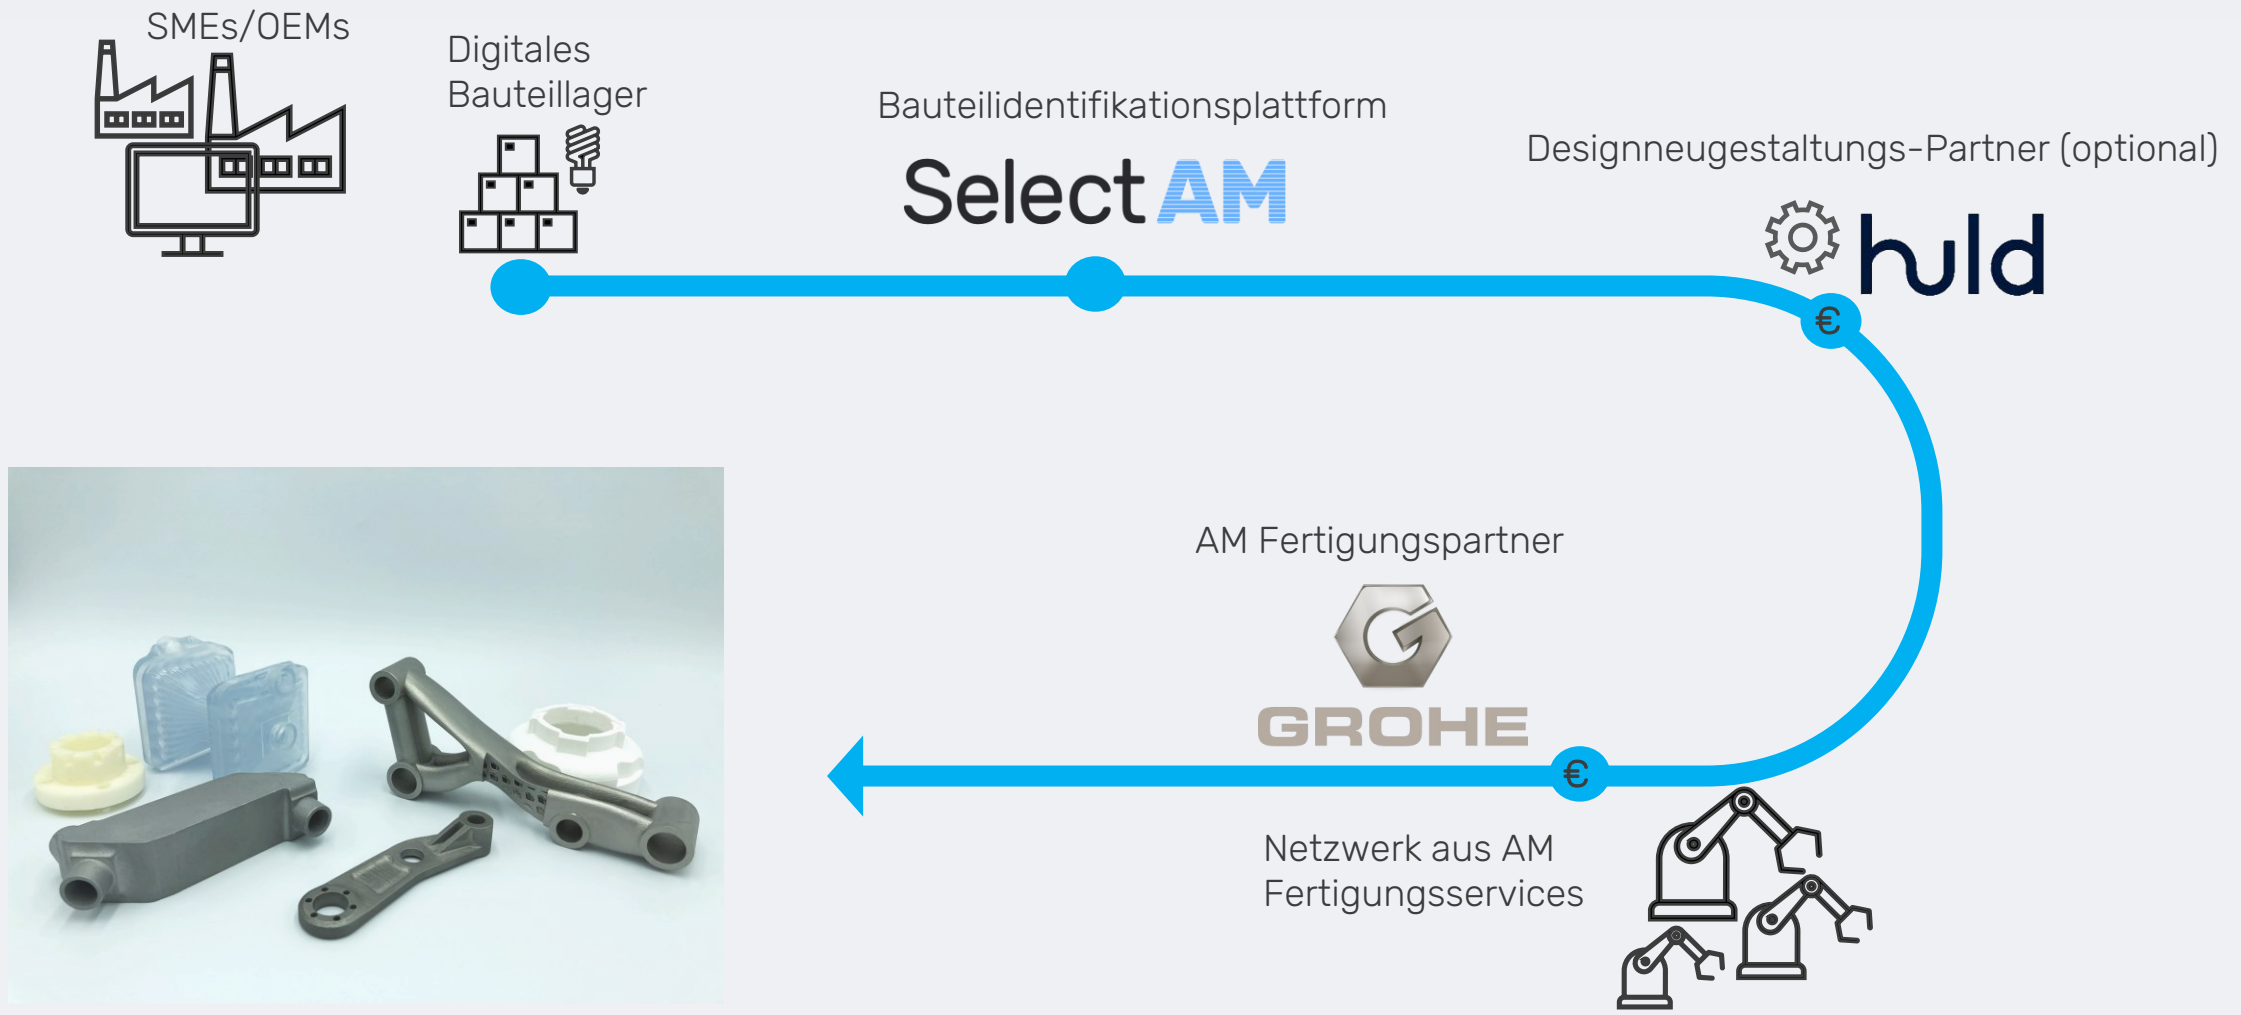 SMEs/OEMs
Digitales
Bauteillager
Bauteilidentifikationsplattform
Select AM
Designneugestaltungs-Partner (optional)
huld
€
AM Fertigungspartner
G
GROHE
€
Netzwerk aus AM
Fertigungsservices